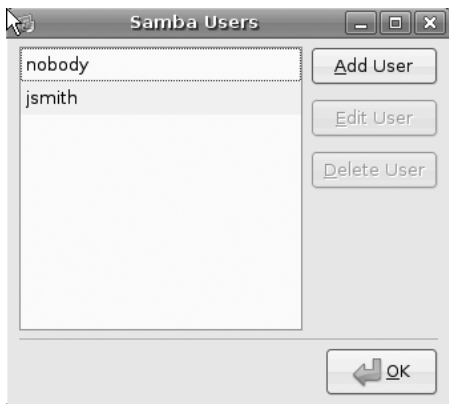 Samba Users
nobody
jsmith
Add User
Edit User
Delete User
OK